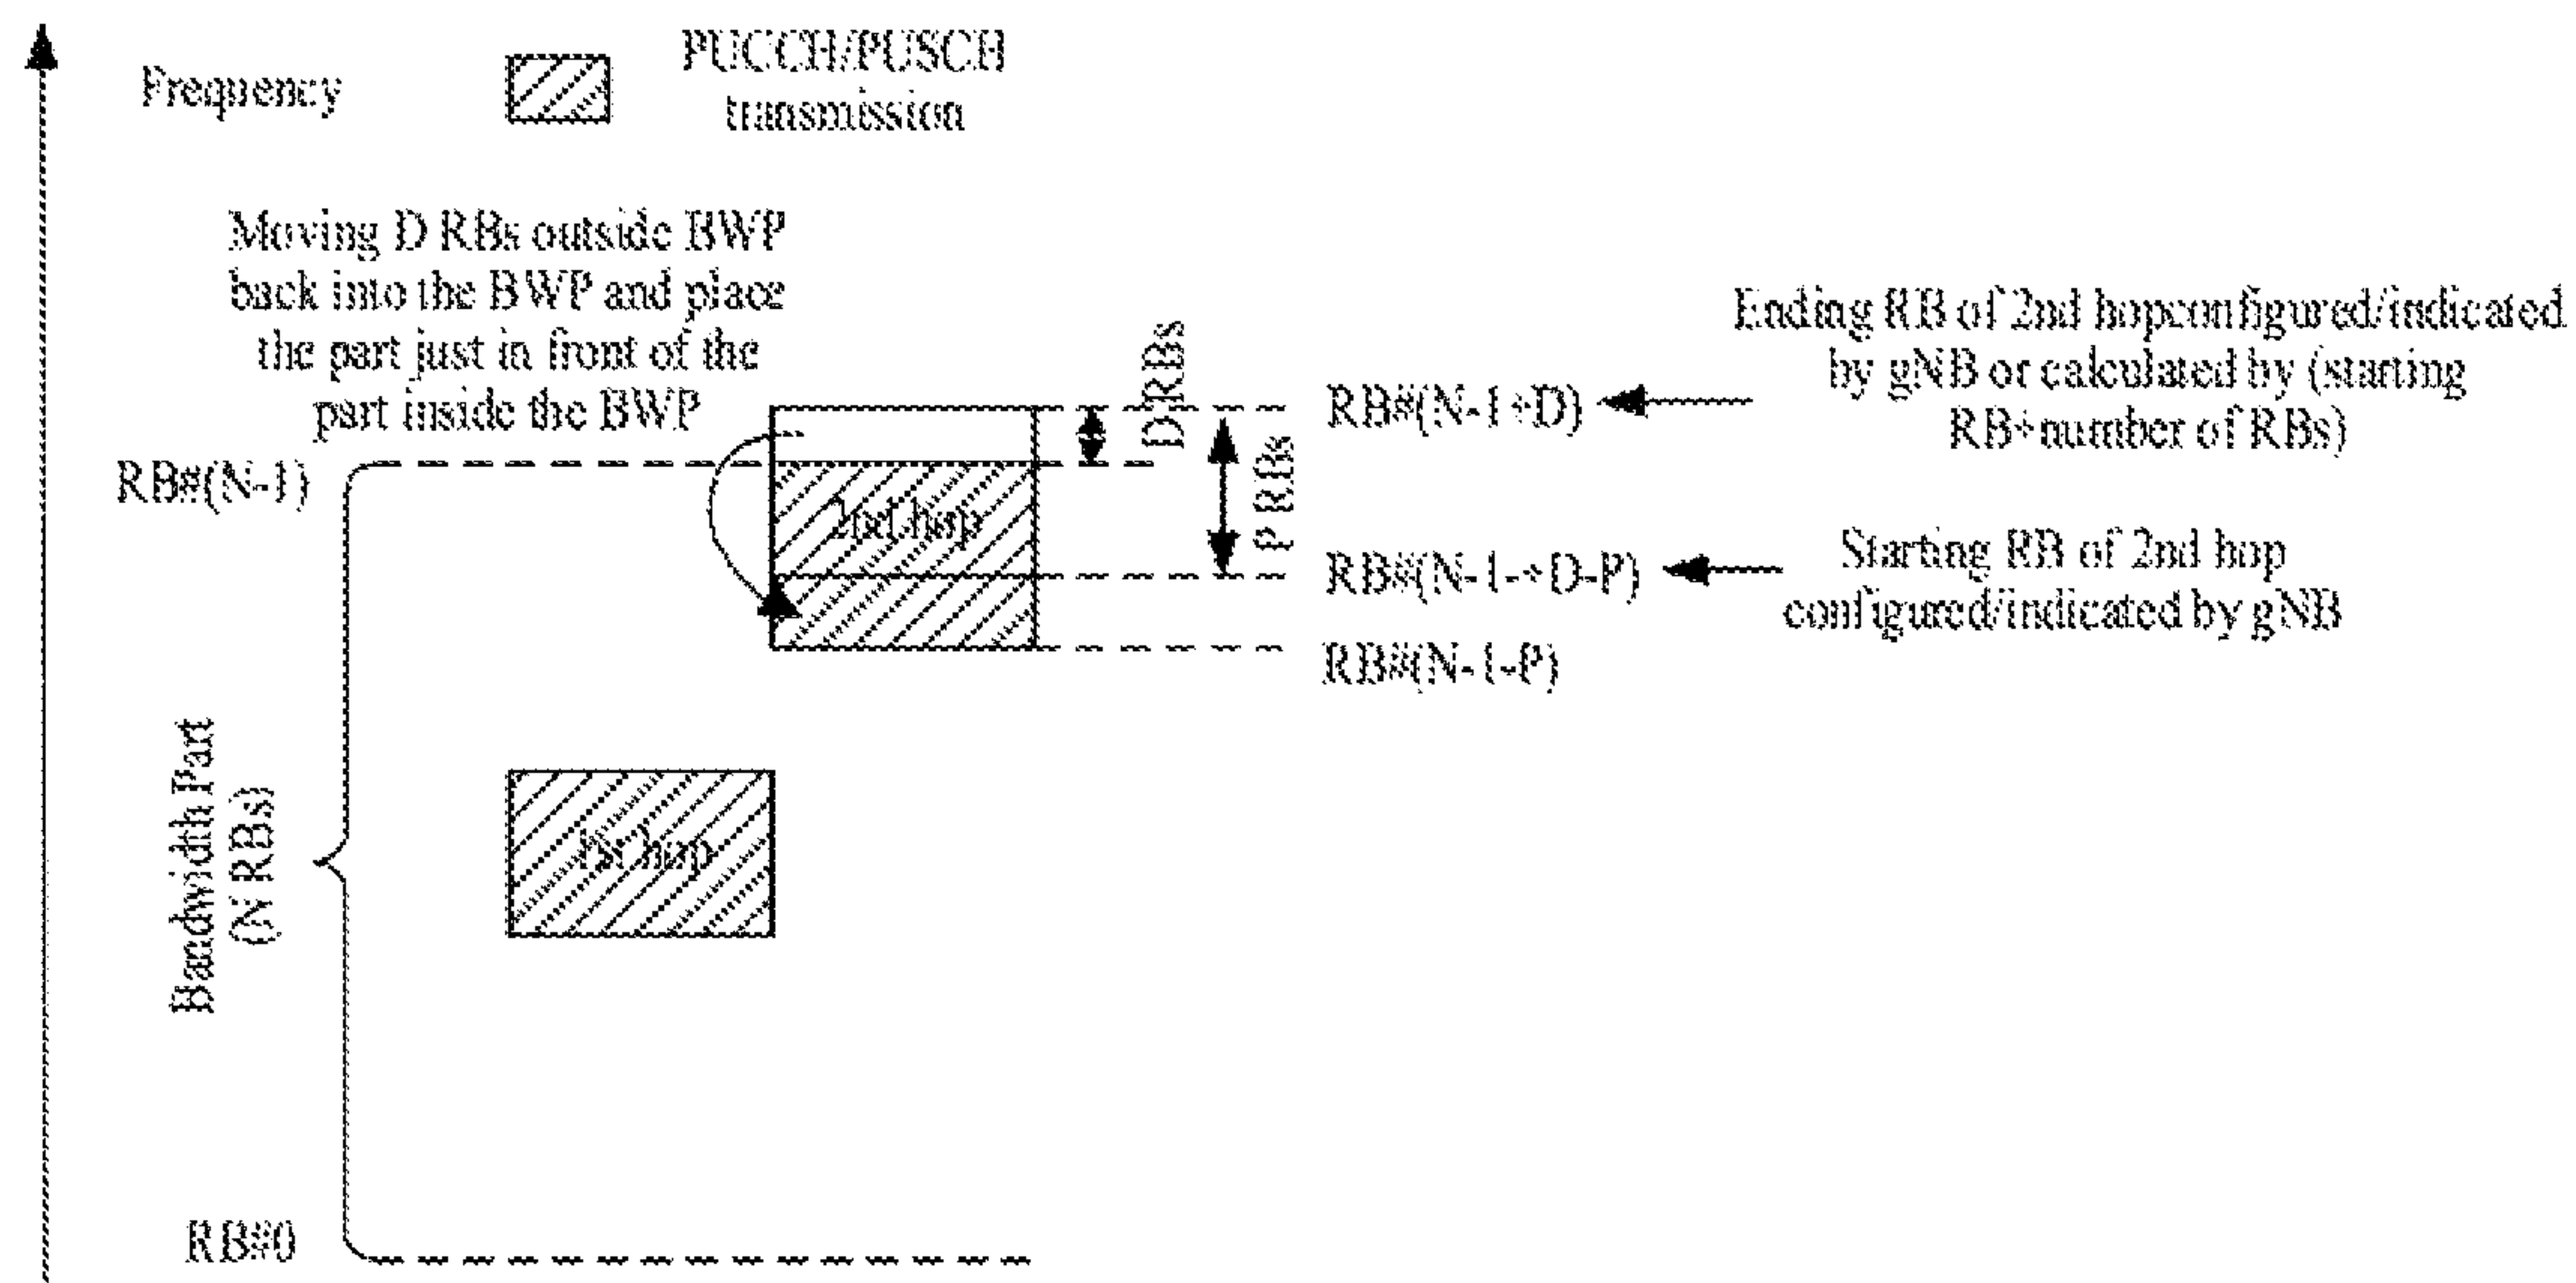 Frequency
PUCCH/PUSCH
transmission
Moving D RBs outside BWP
back into the BWP and place
the part just in front of the
part inside the BWP
D RBs
P RBs
RB#(N-1+D)
Ending RB of 2nd hopconfigured/indicated
by gNB or calculated by (starting
RB+number of RBs)
RB#(N-1)
2nd hop
RB#(N-1-+D-P)
Starting RB of 2nd hop
configured/indicated by gNB
RB#(N-1-P)
Bandwidth Part
(N RBs)
1st hop
RB#0